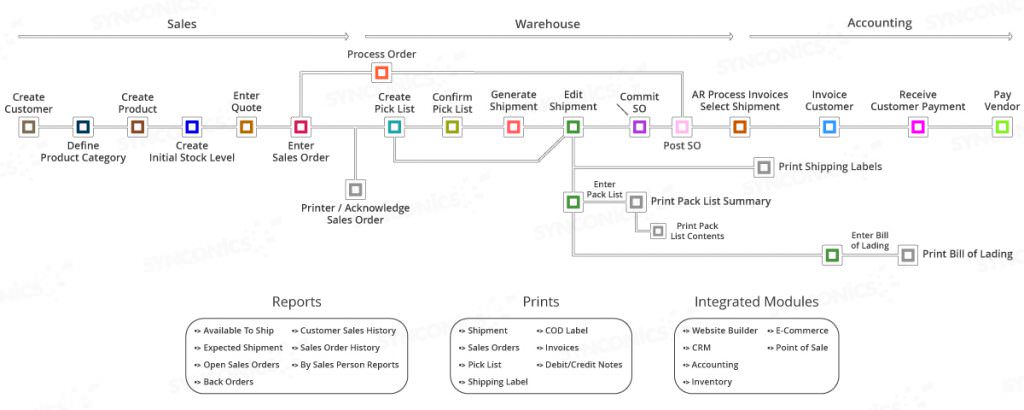 Sales
Warehouse
Accounting
Process Order
Create
Customer
Define
Product Category
Create
Product
Create
Initial Stock Level
Enter
Quote
Enter
Sales Order
Printer / Acknowledge
Sales Order
Create
Pick List
Confirm
Pick List
Generate
Shipment
Edit
Shipment
Commit
SO
Post SO
AR Process Invoices
Select Shipment
Invoice
Customer
Receive
Customer Payment
Pay
Vendor
Print Shipping Labels
Enter
Pack List
Print Pack List Summary
Print Pack
List Contents
Enter Bill
of Lading
Print Bill of Lading
Reports
Available To Ship
Expected Shipment
Open Sales Orders
Back Orders
Customer Sales History
Sales Order History
By Sales Person Reports
Prints
Shipment
Sales Orders
Pick List
Shipping Label
COD Label
Invoices
Debit/Credit Notes
Integrated Modules
Website Builder
CRM
Accounting
Inventory
E-Commerce
Point of Sale
SYNCONICS